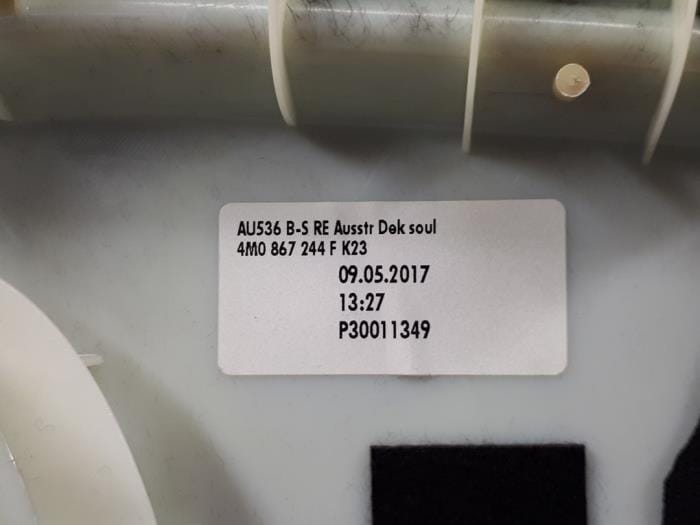 AU536 B-S RE Ausstr Dek soul
4M0 867 244 F K23
09.05.2017
13:27
P30011349